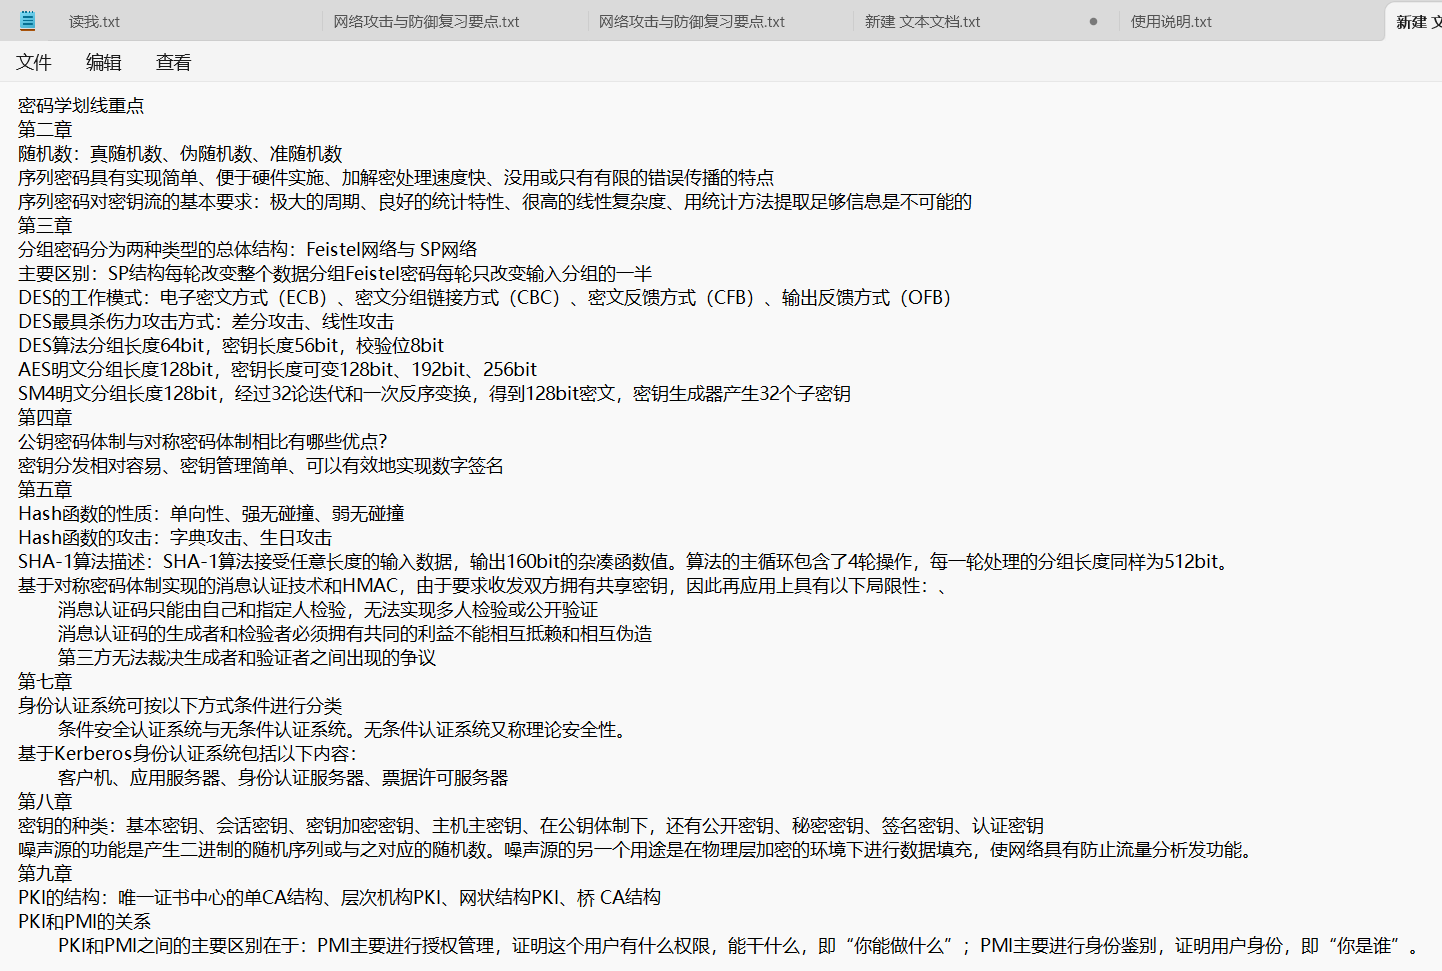 读我.txt
网络攻击与防御复习要点.txt
网络攻击与防御复习要点.txt
新建 文本文档.txt
使用说明.txt
新建 文
文件 编辑 查看
密码学划线重点
第二章
随机数：真随机数、伪随机数、准随机数
序列密码具有实现简单、便于硬件实施、加解密处理速度快、没用或只有有限的错误传播的特点
序列密码对密钥流的基本要求：极大的周期、良好的统计特性、很高的线性复杂度、用统计方法提取足够信息是不可能的
第三章
分组密码分为两种类型的总体结构：Feistel网络与 SP网络
主要区别：SP结构每轮改变整个数据分组Feistel密码每轮只改变输入分组的一半
DES的工作模式：电子密文方式（ECB）、密文分组链接方式（CBC）、密文反馈方式（CFB）、输出反馈方式（OFB）
DES最具杀伤力攻击方式：差分攻击、线性攻击
DES算法分组长度64bit，密钥长度56bit，校验位8bit
AES明文分组长度128bit，密钥长度可变128bit、192bit、256bit
SM4明文分组长度128bit，经过32论迭代和一次反序变换，得到128bit密文，密钥生成器产生32个子密钥
第四章
公钥密码体制与对称密码体制相比有哪些优点？
密钥分发相对容易、密钥管理简单、可以有效地实现数字签名
第五章
Hash函数的性质：单向性、强无碰撞、弱无碰撞
Hash函数的攻击：字典攻击、生日攻击
SHA-1算法描述：SHA-1算法接受任意长度的输入数据，输出160bit的杂凑函数值。算法的主循环包含了4轮操作，每一轮处理的分组长度同样为512bit。
基于对称密码体制实现的消息认证技术和HMAC，由于要求收发双方拥有共享密钥，因此再应用上具有以下局限性：、
消息认证码只能由自己和指定人检验，无法实现多人检验或公开验证
消息认证码的生成者和检验者必须拥有共同的利益不能相互抵赖和相互伪造
第三方无法裁决生成者和验证者之间出现的争议
第七章
身份认证系统可按以下方式条件进行分类
条件安全认证系统与无条件认证系统。无条件认证系统又称理论安全性。
基于Kerberos身份认证系统包括以下内容：
客户机、应用服务器、身份认证服务器、票据许可服务器
第八章
密钥的种类：基本密钥、会话密钥、密钥加密密钥、主机主密钥、在公钥体制下，还有公开密钥、秘密密钥、签名密钥、认证密钥
噪声源的功能是产生二进制的随机序列或与之对应的随机数。噪声源的另一个用途是在物理层加密的环境下进行数据填充，使网络具有防止流量分析发功能。
第九章
PKI的结构：唯一证书中心的单CA结构、层次机构PKI、网状结构PKI、桥 CA结构
PKI和PMI的关系
PKI和PMI之间的主要区别在于：PMI主要进行授权管理，证明这个用户有什么权限，能干什么，即“你能做什么”；PMI主要进行身份鉴别，证明用户身份，即“你是谁”。